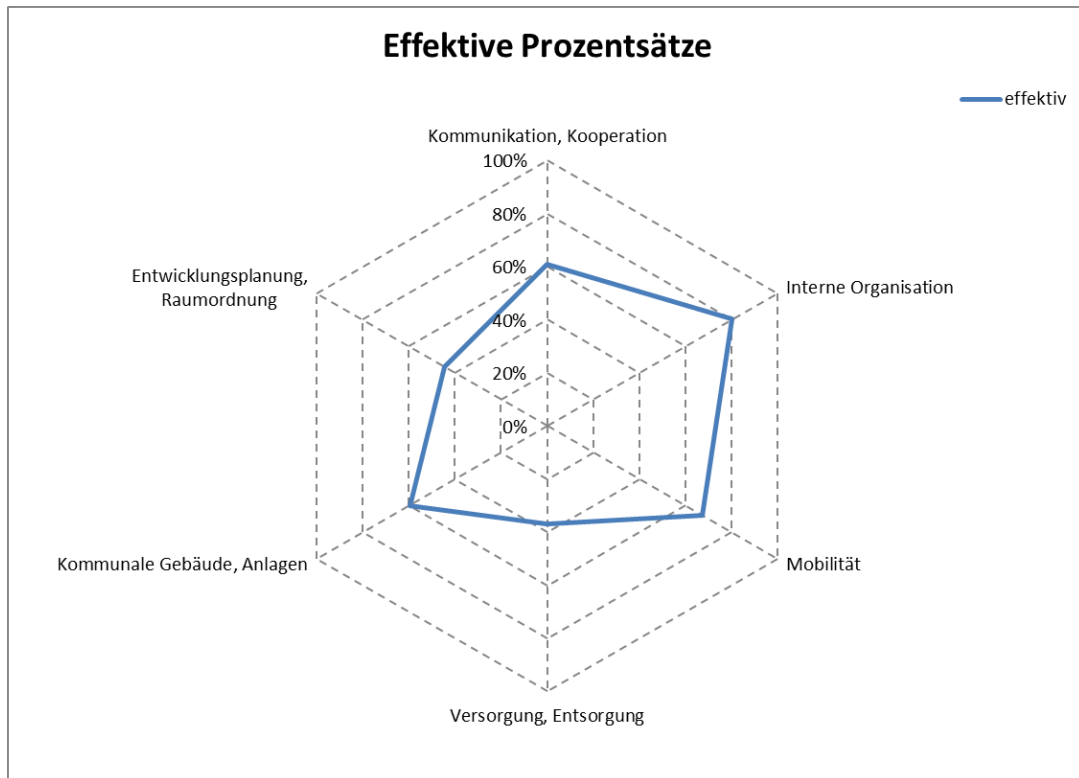 Effektive Prozentsätze
effektiv
Kommunikation, Kooperation
100%
80%
60%
40%
20%
0%
Interne Organisation
Mobilität
Versorgung, Entsorgung
Kommunale Gebäude, Anlagen
Entwicklungsplanung,
Raumordnung